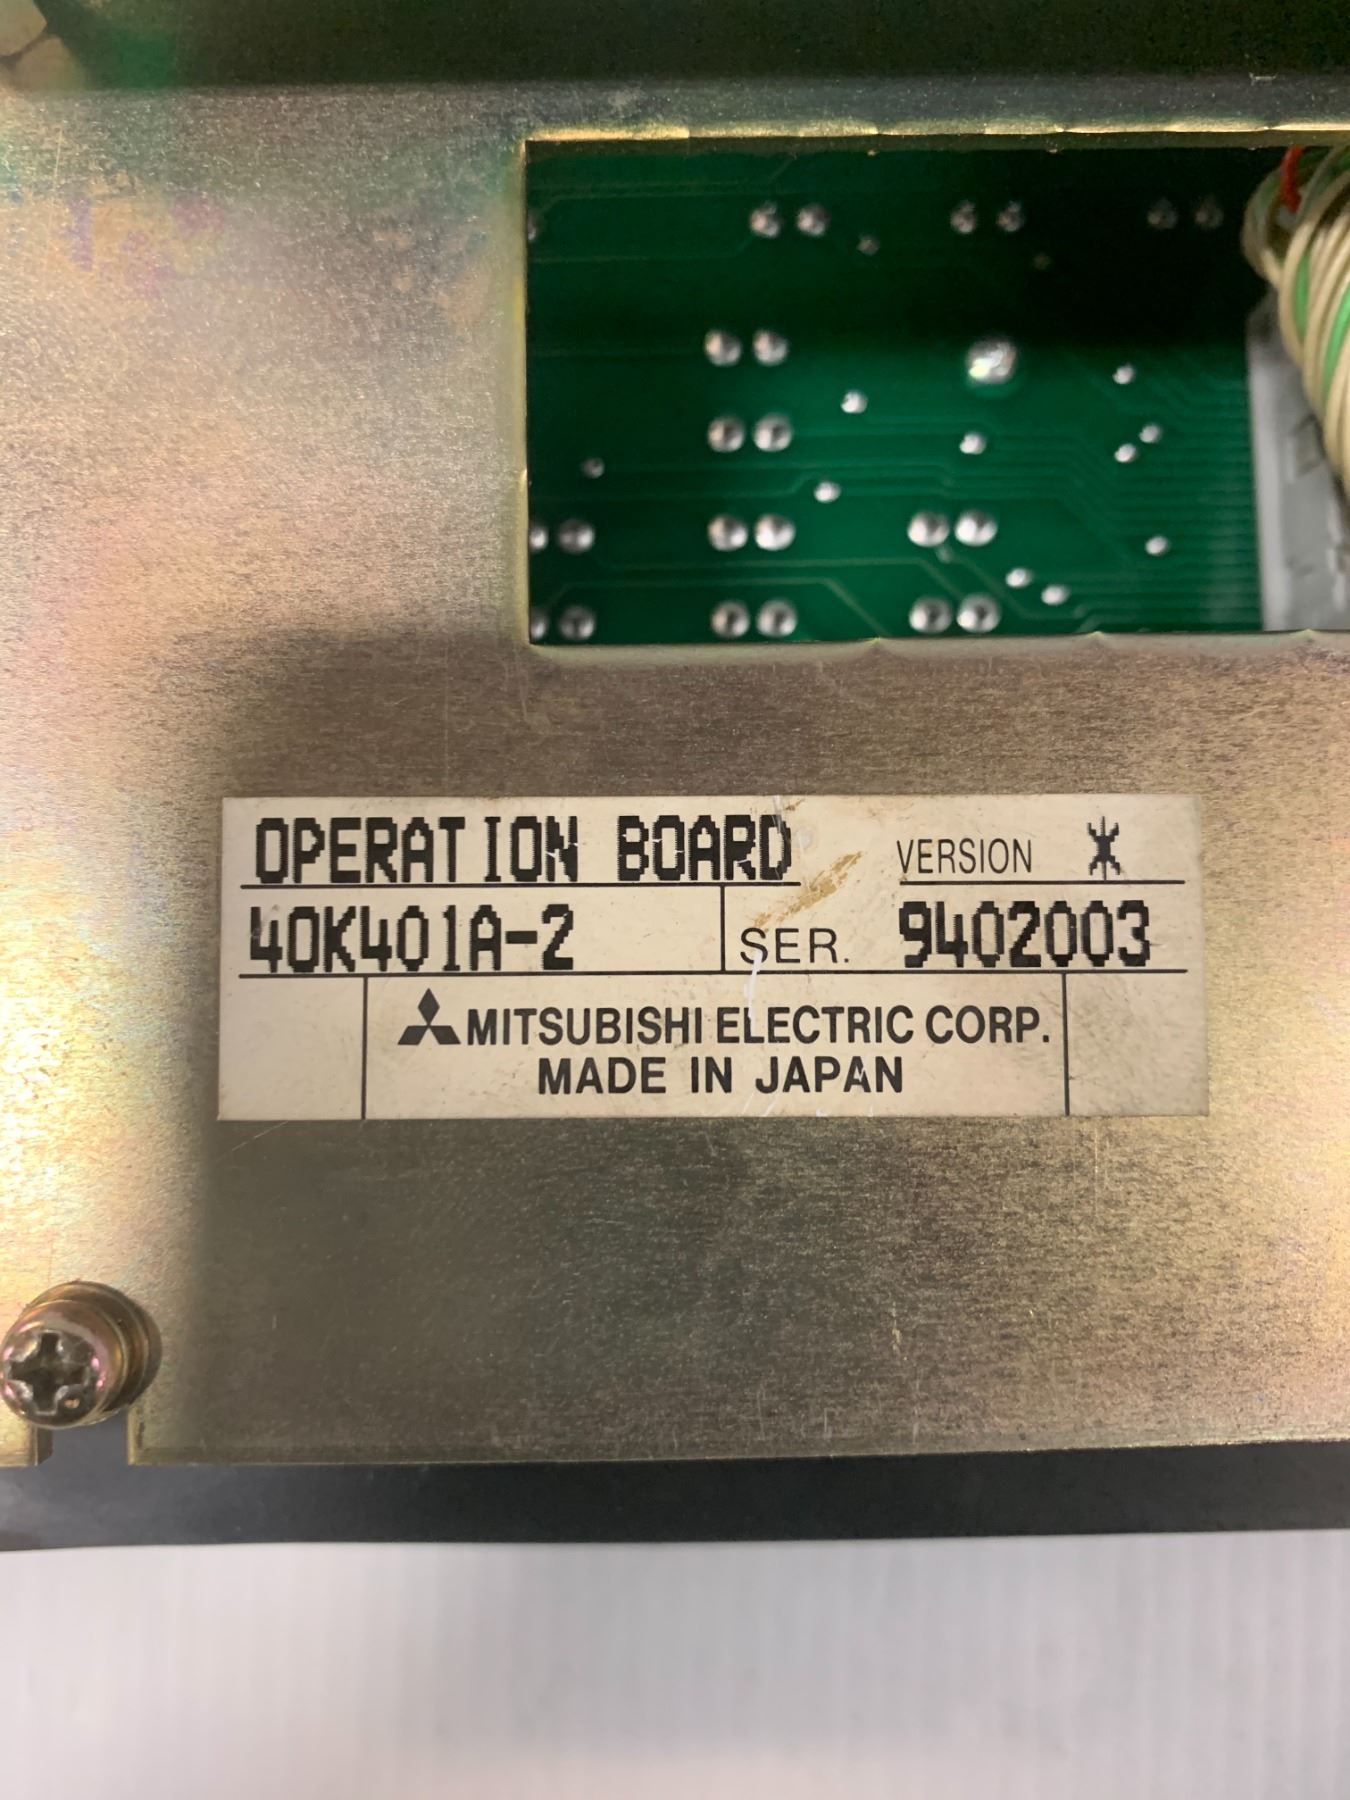 OPERATION BOARD VERSION *
40K401A-2 SER. 9402003
MITSUBISHI ELECTRIC CORP.
MADE IN JAPAN